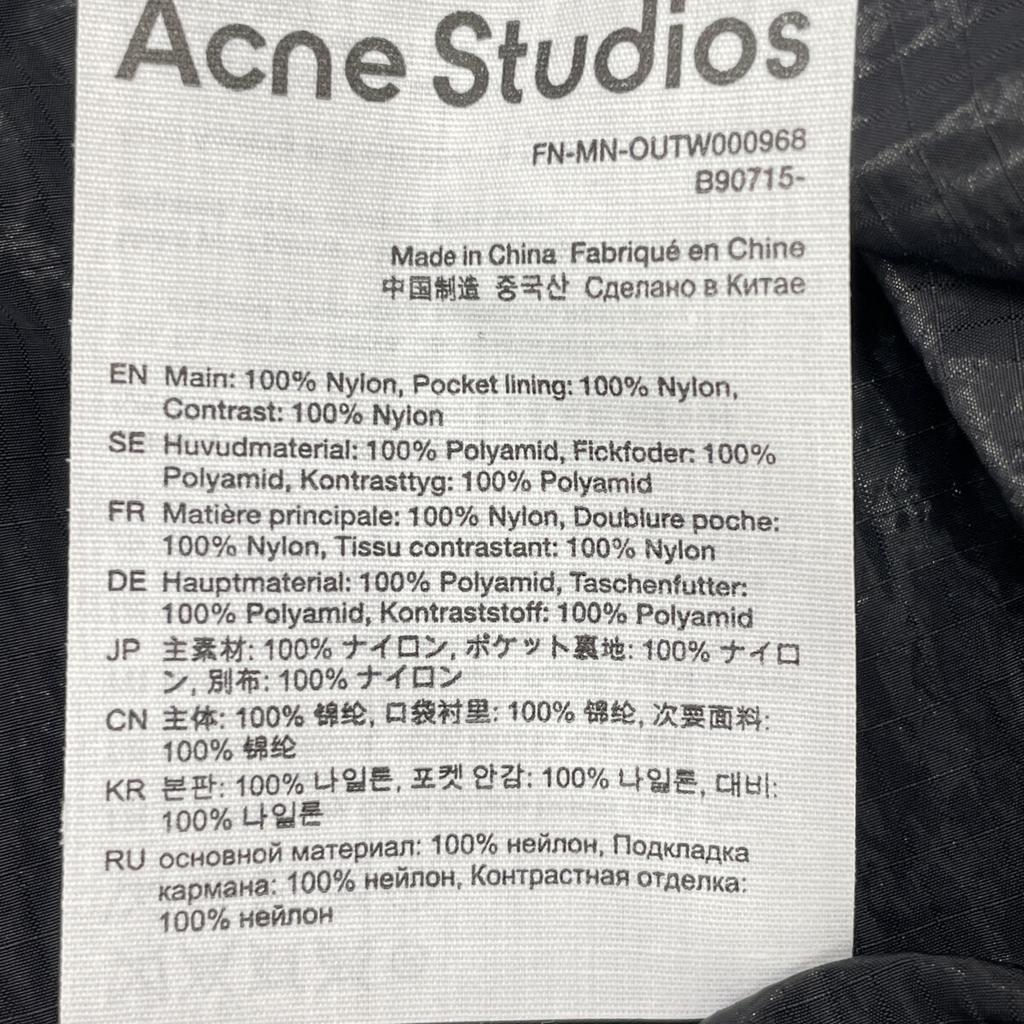 Acne Studios
FN-MN-OUTW000968
B90715-
Made in China Fabriqué en Chine
中国制造 중국산 Сделано в Китае
EN Main: 100% Nylon, Pocket lining: 100% Nylon,
Contrast: 100% Nylon
SE Huvudmaterial: 100% Polyamid, Fickfoder: 100%
Polyamid, Kontrasttyg: 100% Polyamid
FR Matière principale: 100% Nylon, Doublure poche:
100% Nylon, Tissu contrastant: 100% Nylon
DE Hauptmaterial: 100% Polyamid, Taschenfutter:
100% Polyamid, Kontraststoff: 100% Polyamid
JP 主素材: 100% ナイロン, ポケット裏地: 100% ナイロ
ン, 別布: 100% ナイロン
CN 主体: 100% 锦纶, 口袋衬里: 100% 锦纶, 次要面料:
100% 锦纶
KR 본판: 100% 나일론, 포켓 안감: 100% 나일론, 대비:
100% 나일론
RU основной материал: 100% нейлон, Подкладка
кармана: 100% нейлон, Контрастная отделка:
100% нейлон